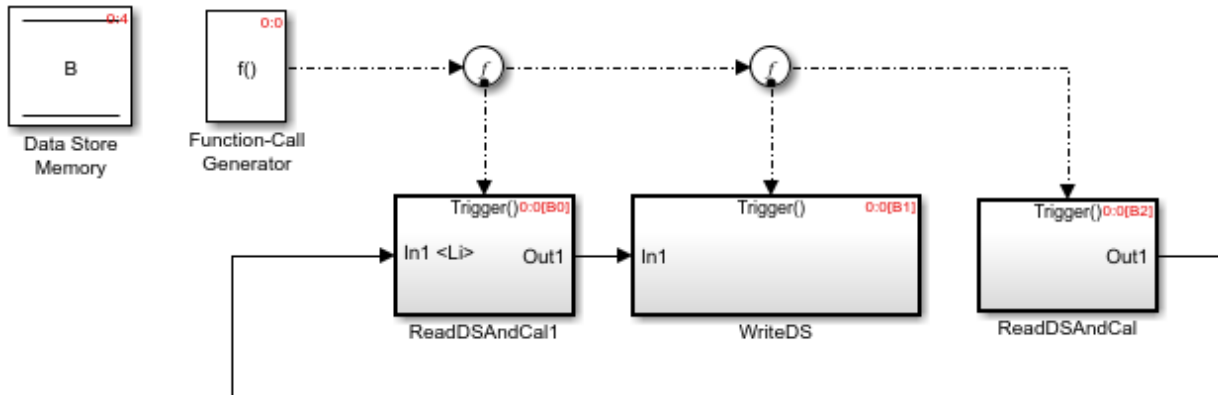 0:4
B
Data Store
Memory
0:0
f()
Function-Call
Generator
f
f
Trigger() 0:0[B0]
In1 <Li>
Out1
ReadDSAndCal1
Trigger()
0:0[B1]
In1
WriteDS
Trigger() 0:0[B2]
Out1
ReadDSAndCal